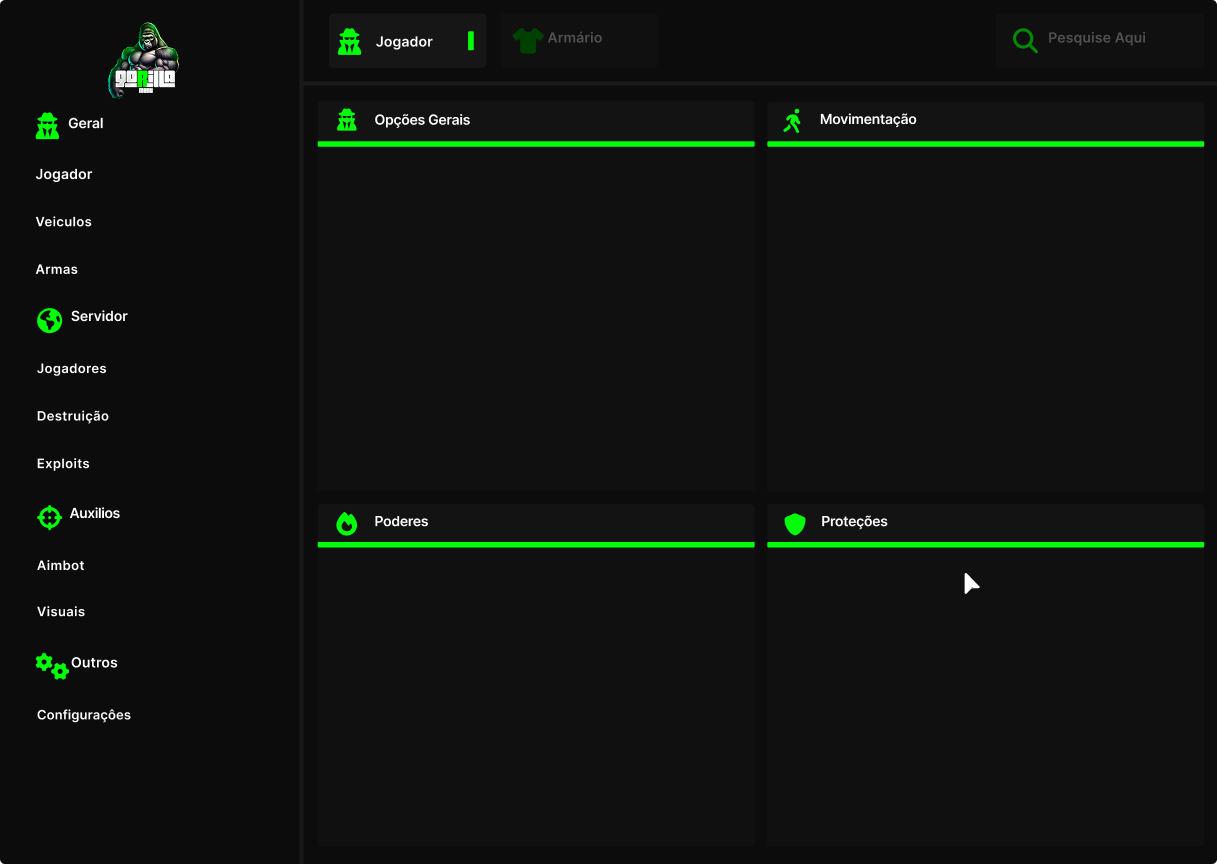 goRilla
Geral
Jogador
Veiculos
Armas
Servidor
Jogadores
Destruição
Exploits
Auxilios
Aimbot
Visuais
Outros
Configurações
Jogador
Armário
Pesquise Aqui
Opções Gerais
Movimentação
Poderes
Proteções